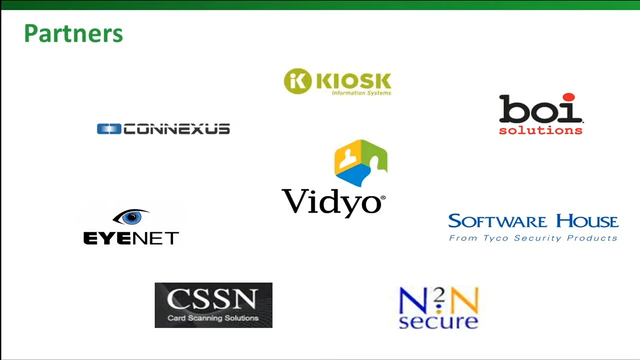 Partners
iK KIOSK
Information Systems
CONNEXUS
boi
solutions
Vidyo®
EYENET
SOFTWARE HOUSE
From Tyco Security Products
CSSN
Card Scanning Solutions
N2N
secure